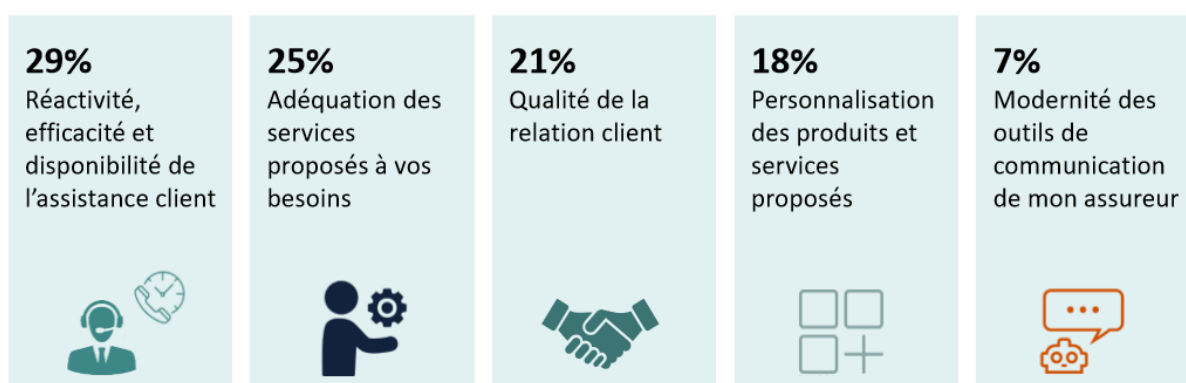 29%
Réactivité,
efficacité et
disponibilité de
l’assistance client
25%
Adéquation des
services
proposés à vos
besoins
21%
Qualité de la
relation client
18%
Personnalisation
des produits et
services
proposés
7%
Modernité des
outils de
communication
de mon assureur